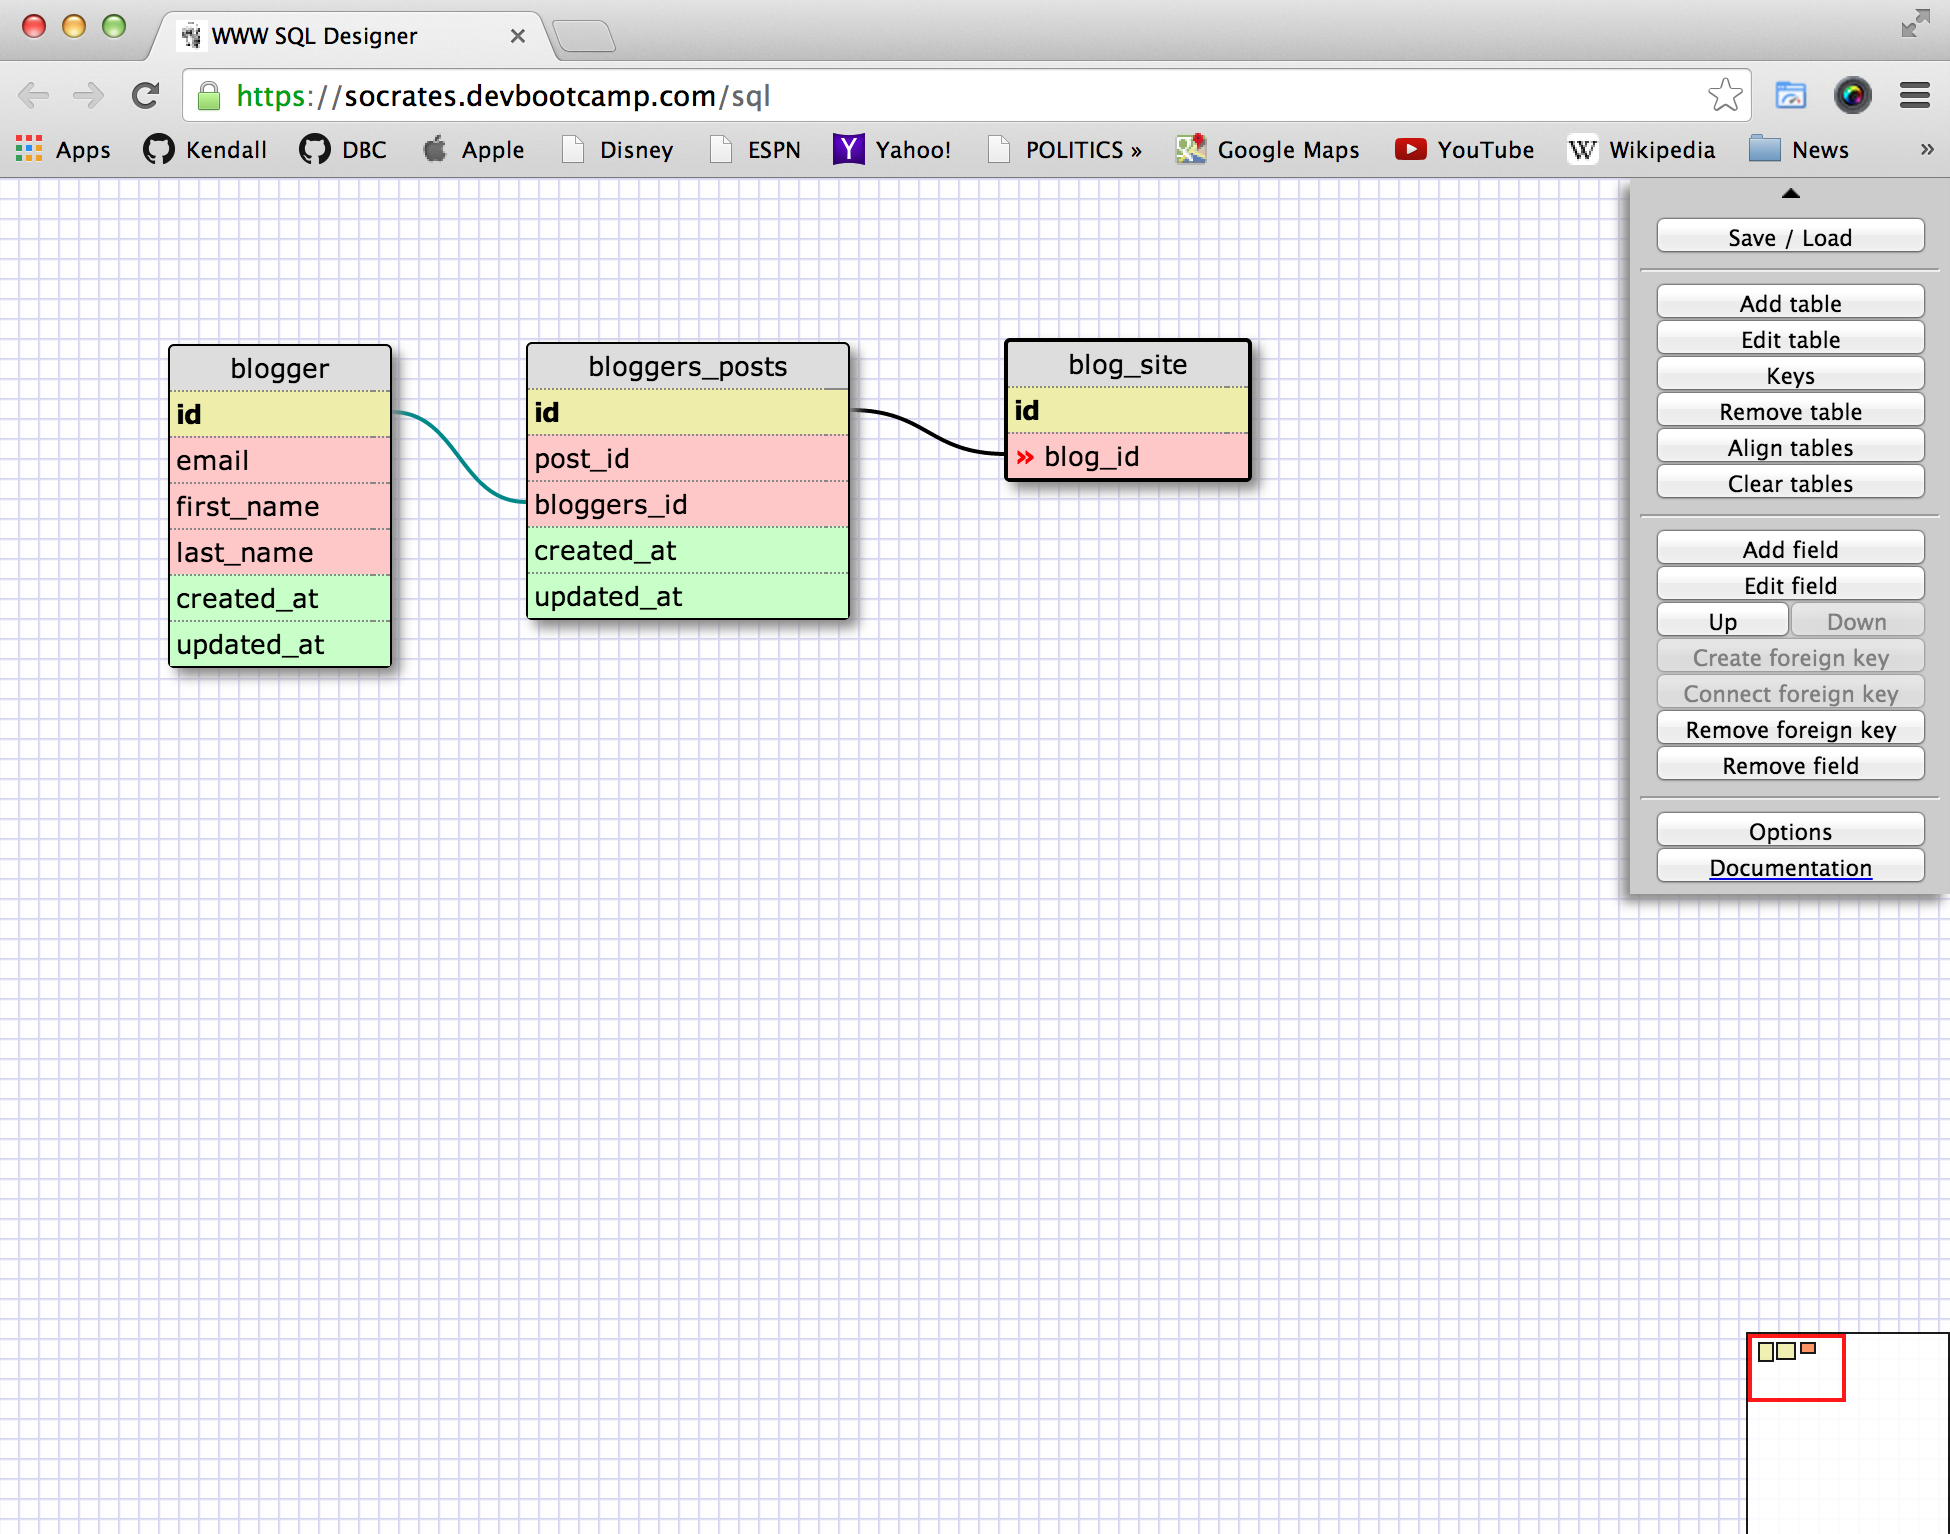 WWW SQL Designer
https://socrates.devbootcamp.com/sql
Apps Kendall DBC Apple Disney ESPN Yahoo! POLITICS » Google Maps YouTube Wikipedia News »
Save / Load
Add table
Edit table
Keys
Remove table
Align tables
Clear tables
Add field
Edit field
Up Down
Create foreign key
Connect foreign key
Remove foreign key
Remove field
Options
Documentation
blogger
id
email
first_name
last_name
created_at
updated_at
bloggers_posts
id
post_id
bloggers_id
created_at
updated_at
blog_site
id
» blog_id